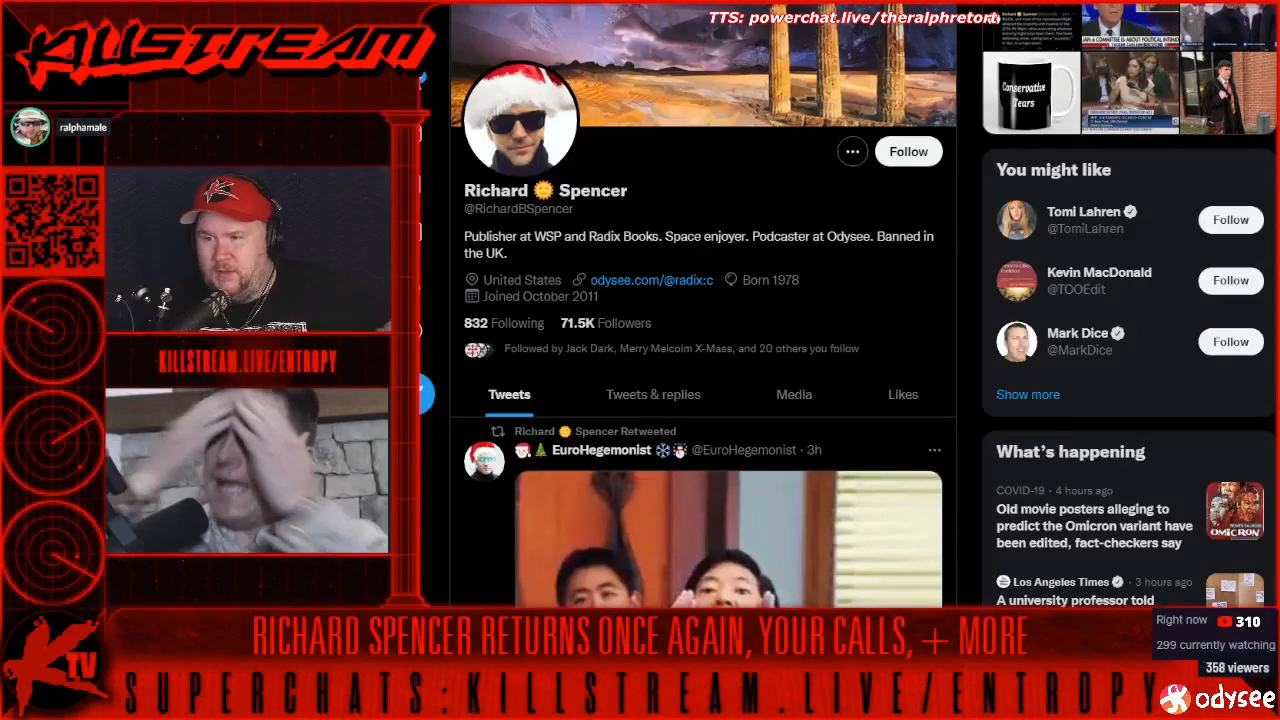 KILLSTREAM
TTS: powerchat.live/theralphretort
ralphamale
KILLSTREAM.LIVE/ENTROPY
Follow
Richard 🌞 Spencer
@RichardBSpencer
Publisher at WSP and Radix Books. Space enjoyer. Podcaster at Odysee. Banned in
the UK.
United States odysee.com/@radix:c Born 1978
Joined October 2011
832 Following 71.5K Followers
Followed by Jack Dark, Merry Melcolm X-Mass, and 20 others you follow
Tweets Tweets & replies Media Likes
Richard 🌞 Spencer Retweeted
🎅🎄 EuroHegemonist ❄️☃️ @EuroHegemonist · 3h
Conservative
Tears
You might like
Tomi Lahren
@TomiLahren
Follow
Kevin MacDonald
@TOOEdit
Follow
Mark Dice
@MarkDice
Follow
Show more
What's happening
COVID-19 · 4 hours ago
Old movie posters alleging to
predict the Omicron variant have
been edited, fact-checkers say
OMICRON
Los Angeles Times · 3 hours ago
A university professor told
Right now 310
299 currently watching
358 viewers
odysee
K TV
RICHARD SPENCER RETURNS ONCE AGAIN, YOUR CALLS, + MORE
SUPERCHATS:KILLSTREAM.LIVE/ENTROPY